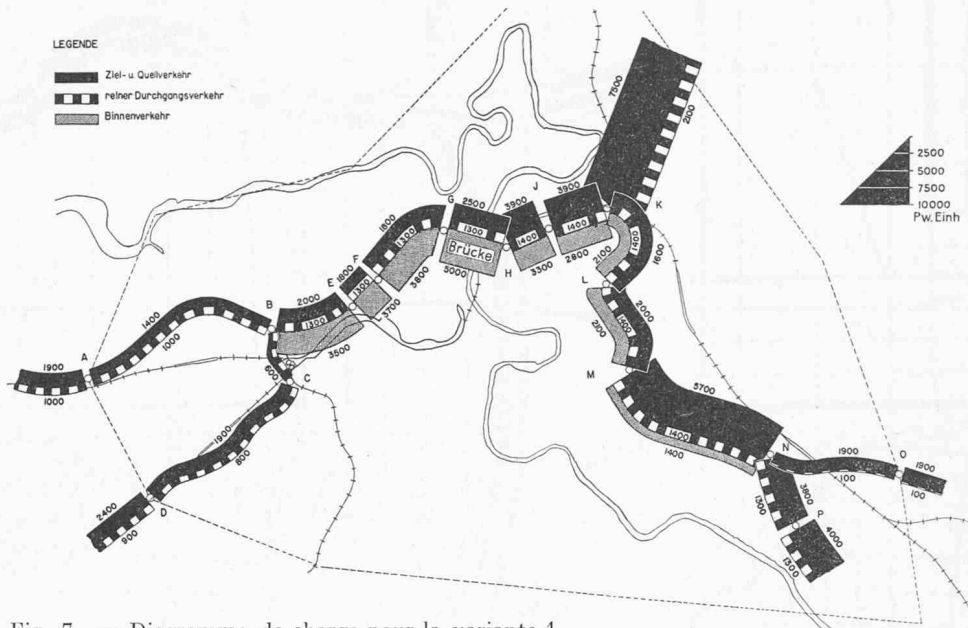 LEGENDE
Ziel- u. Quellverkehr
reiner Durchgangsverkehr
Binnenverkehr
7500
2100
2500
5000
7500
10000
Pw. Einh
G
2500
1300
Brücke
5000
H
J
3900
1400
3300
3900
1400
2800
K
1400
1600
2100
L
2000
M
5700
1400
1400
N
1900
100
O
1900
100
3800
1300
P
4000
1300
F
1800
1300
3800
E
1800
1300
3700
B
2000
1300
3500
600
C
1400
1000
A
1900
1000
1900
800
D
2400
900
Fig. 7. — Diagramme de charge pour la variante 4.